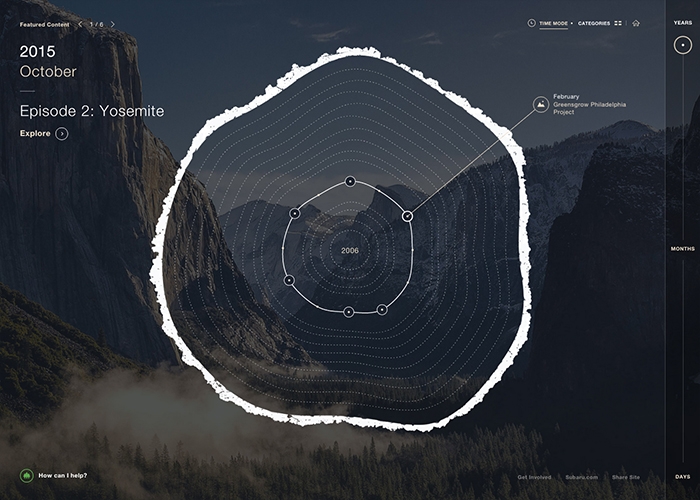 Featured Content
1 / 6
TIME MODE
CATEGORIES
YEARS
2015
October
Episode 2: Yosemite
Explore
February
Greensgrow Philadelphia
Project
2006
MONTHS
How can I help?
Get Involved
Subaru.com
Share Site
DAYS